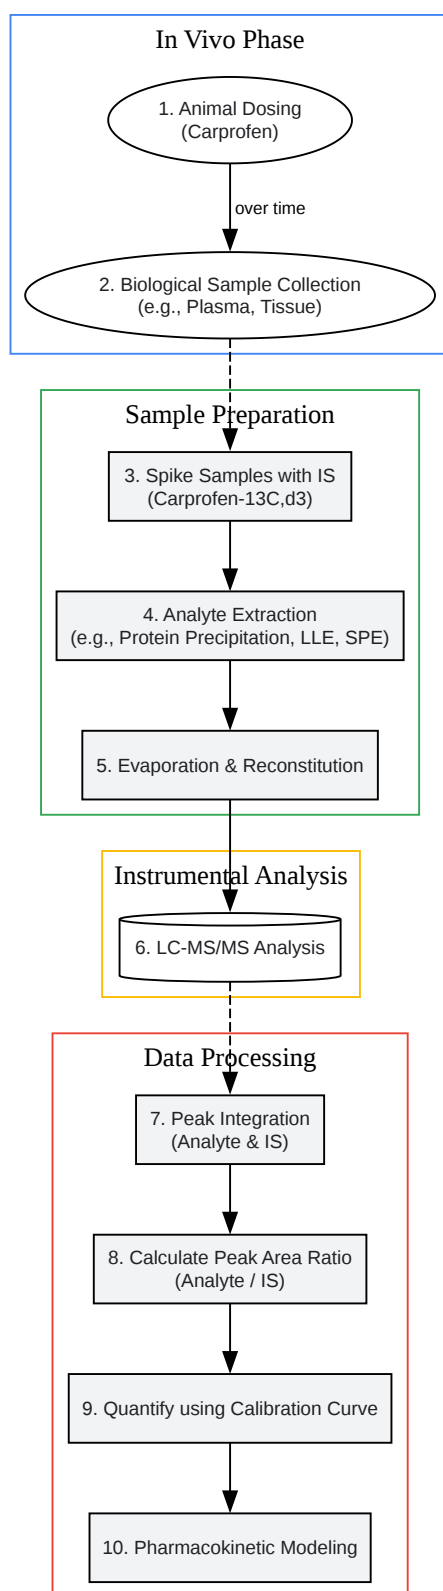 In Vivo Phase
1. Animal Dosing
(Carprofen)
over time
2. Biological Sample Collection
(e.g., Plasma, Tissue)
Sample Preparation
3. Spike Samples with IS
(Carprofen-13C,d3)
4. Analyte Extraction
(e.g., Protein Precipitation, LLE, SPE)
5. Evaporation & Reconstitution
Instrumental Analysis
6. LC-MS/MS Analysis
Data Processing
7. Peak Integration
(Analyte & IS)
8. Calculate Peak Area Ratio
(Analyte / IS)
9. Quantify using Calibration Curve
10. Pharmacokinetic Modeling